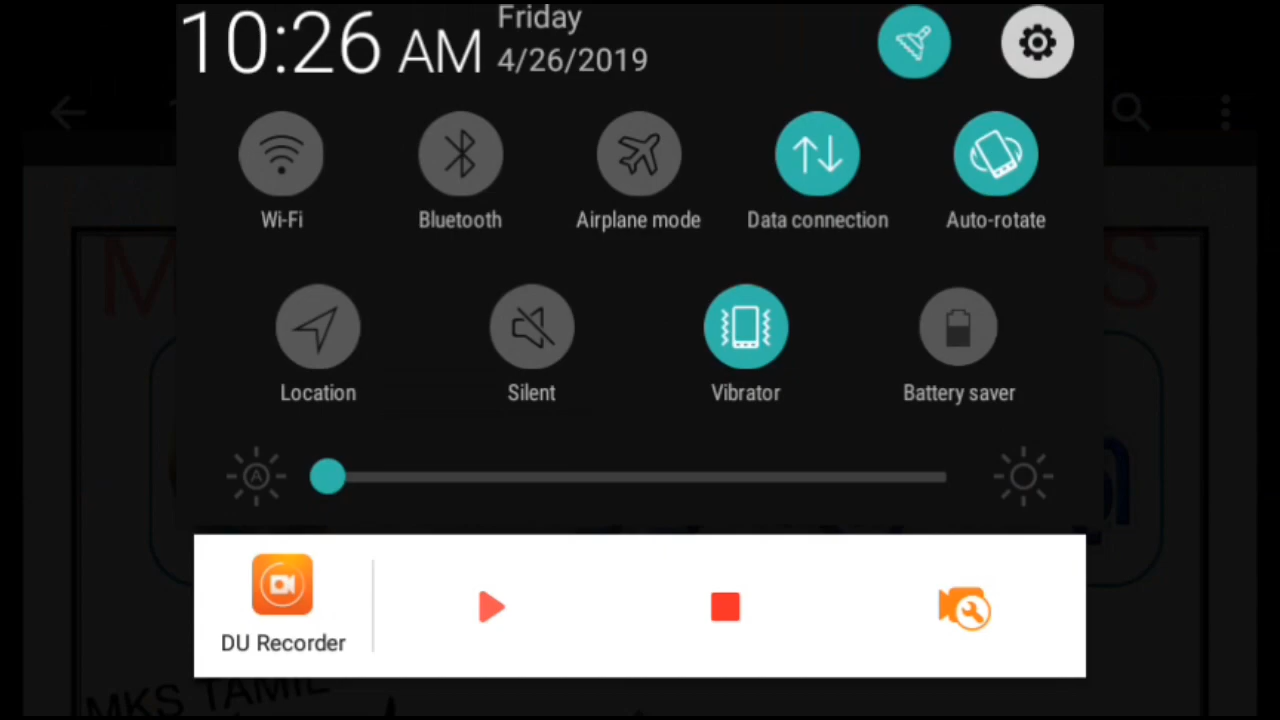 10:26 AM
Friday
4/26/2019
Wi-Fi
Bluetooth
Airplane mode
Data connection
Auto-rotate
Location
Silent
Vibrator
Battery saver
A
DU Recorder
MKS TAMIL